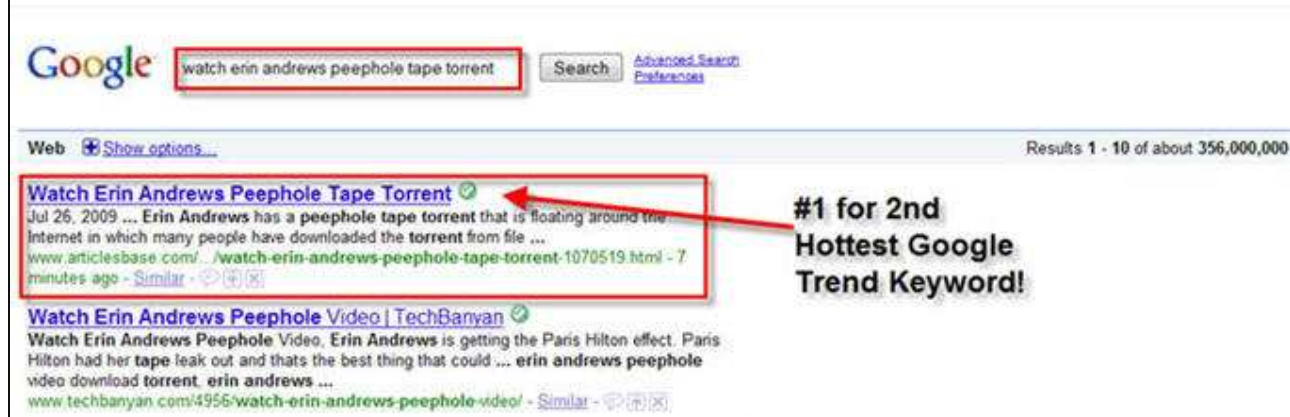 Google
watch erin andrews peephole tape torrent
Search
Advanced Search
Preferences
Web Show options...
Results 1 - 10 of about 356,000,000
Watch Erin Andrews Peephole Tape Torrent
Jul 26, 2009 ... Erin Andrews has a peephole tape torrent that is floating around the
Internet in which many people have downloaded the torrent from file ...
www.articlesbase.com/.../watch-erin-andrews-peephole-tape-torrent-1070519.html - 7
minutes ago - Similar -
#1 for 2nd
Hottest Google
Trend Keyword!
Watch Erin Andrews Peephole Video | TechBanyan
Watch Erin Andrews Peephole Video, Erin Andrews is getting the Paris Hilton effect. Paris
Hilton had her tape leak out and thats the best thing that could ... erin andrews peephole
video download torrent, erin andrews ...
www.techbanyan.com/4956/watch-erin-andrews-peephole-video/ - Similar -